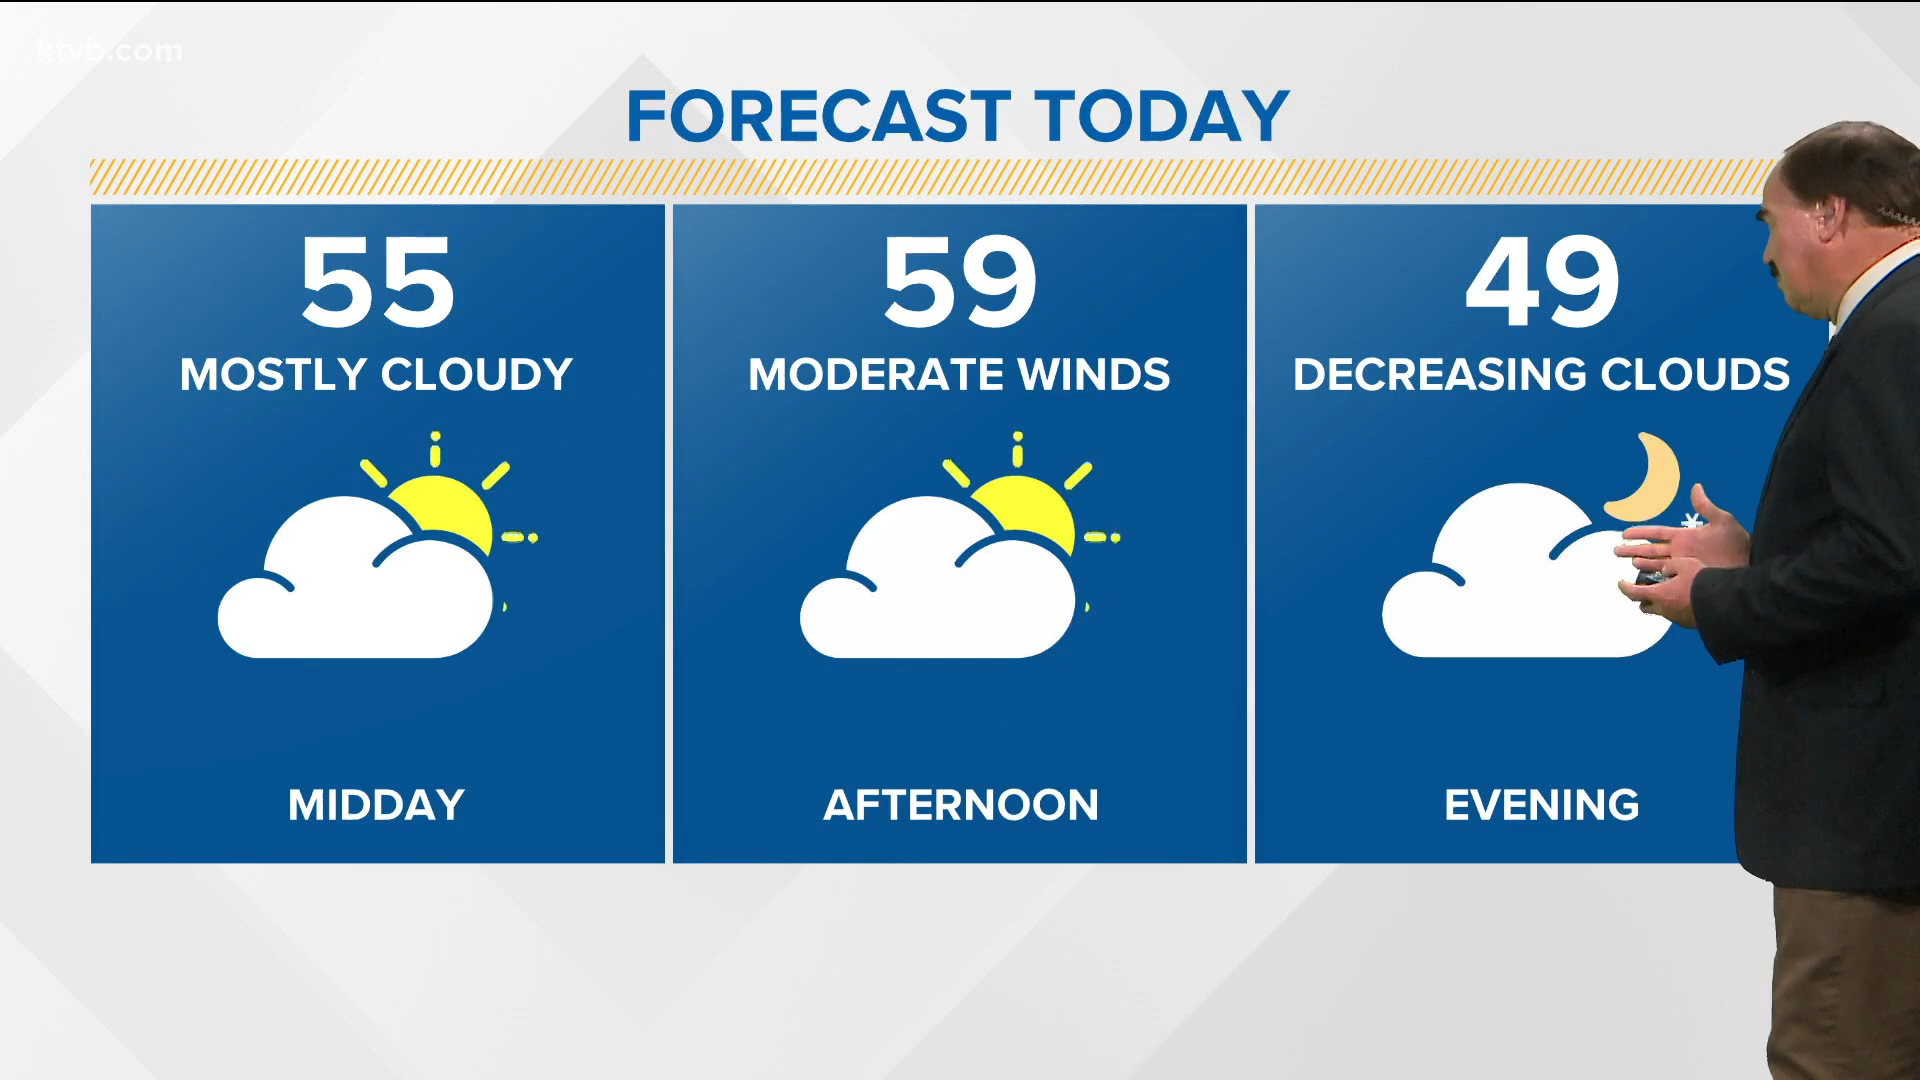 ktvb.com
FORECAST TODAY
55
MOSTLY CLOUDY
MIDDAY
59
MODERATE WINDS
AFTERNOON
49
DECREASING CLOUDS
EVENING